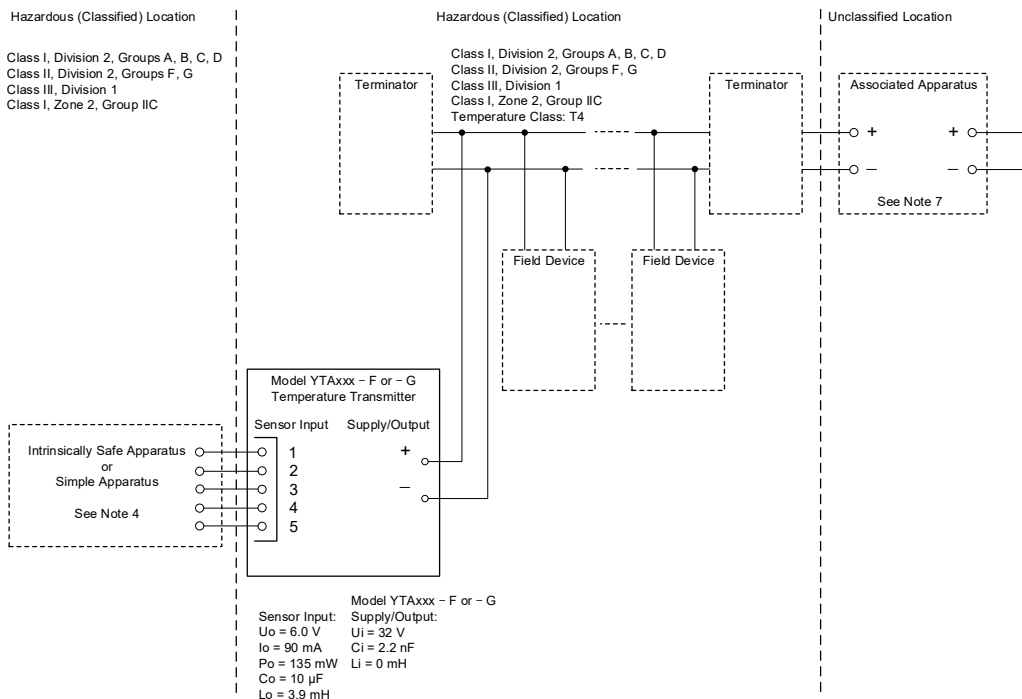 Hazardous (Classified) Location
Class I, Division 2, Groups A, B, C, D
Class II, Division 2, Groups F, G
Class III, Division 1
Class I, Zone 2, Group IIC
Hazardous (Classified) Location
Class I, Division 2, Groups A, B, C, D
Class II, Division 2, Groups F, G
Class III, Division 1
Class I, Zone 2, Group IIC
Temperature Class: T4
Unclassified Location
Terminator
Terminator
Associated Apparatus
+ +
− −
See Note 7
Field Device
Field Device
Model YTAxxx − F or − G
Temperature Transmitter
Sensor Input
Supply/Output
+
−
1
2
3
4
5
Intrinsically Safe Apparatus
or
Simple Apparatus
See Note 4
Model YTAxxx − F or − G
Sensor Input:
Uo = 6.0 V
Io = 90 mA
Po = 135 mW
Co = 10 µF
Lo = 3.9 mH
Supply/Output:
Ui = 32 V
Ci = 2.2 nF
Li = 0 mH